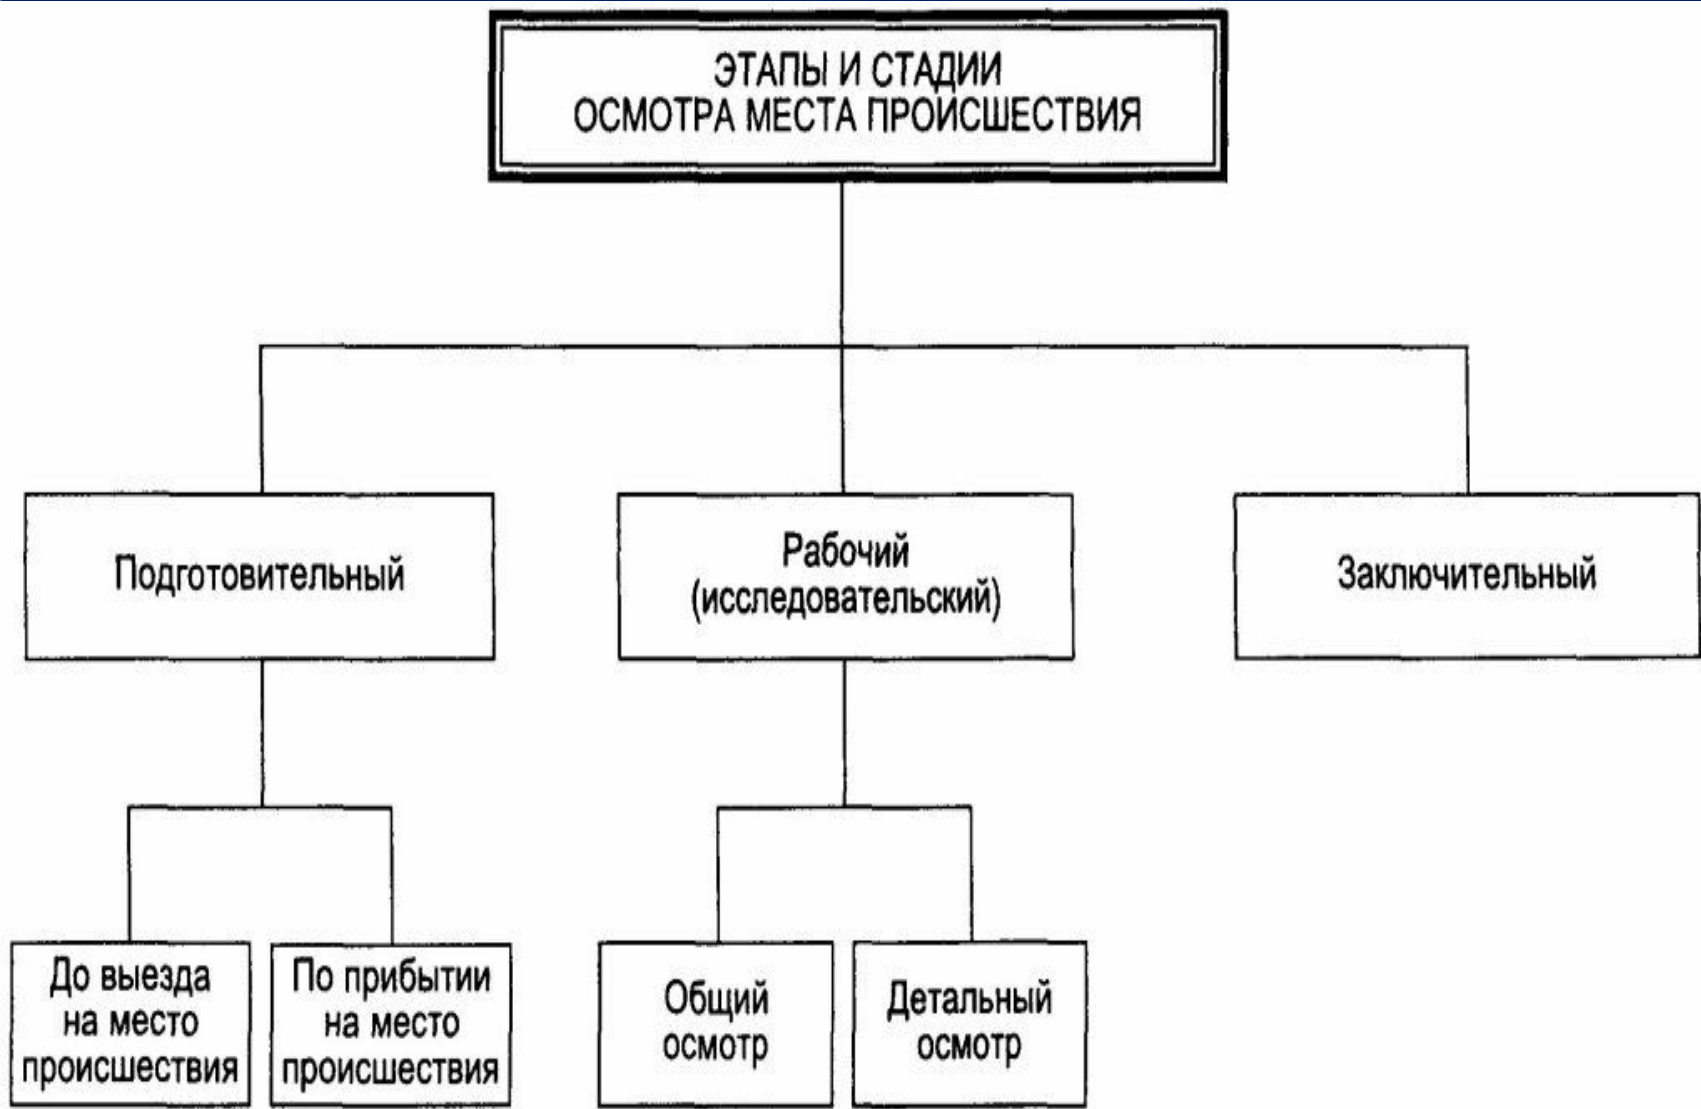 ЭТАПЫ И СТАДИИ
ОСМОТРА МЕСТА ПРОИСШЕСТВИЯ
Подготовительный
Рабочий
(исследовательский)
Заключительный
До выезда
на место
происшествия
По прибытии
на место
происшествия
Общий
осмотр
Детальный
осмотр